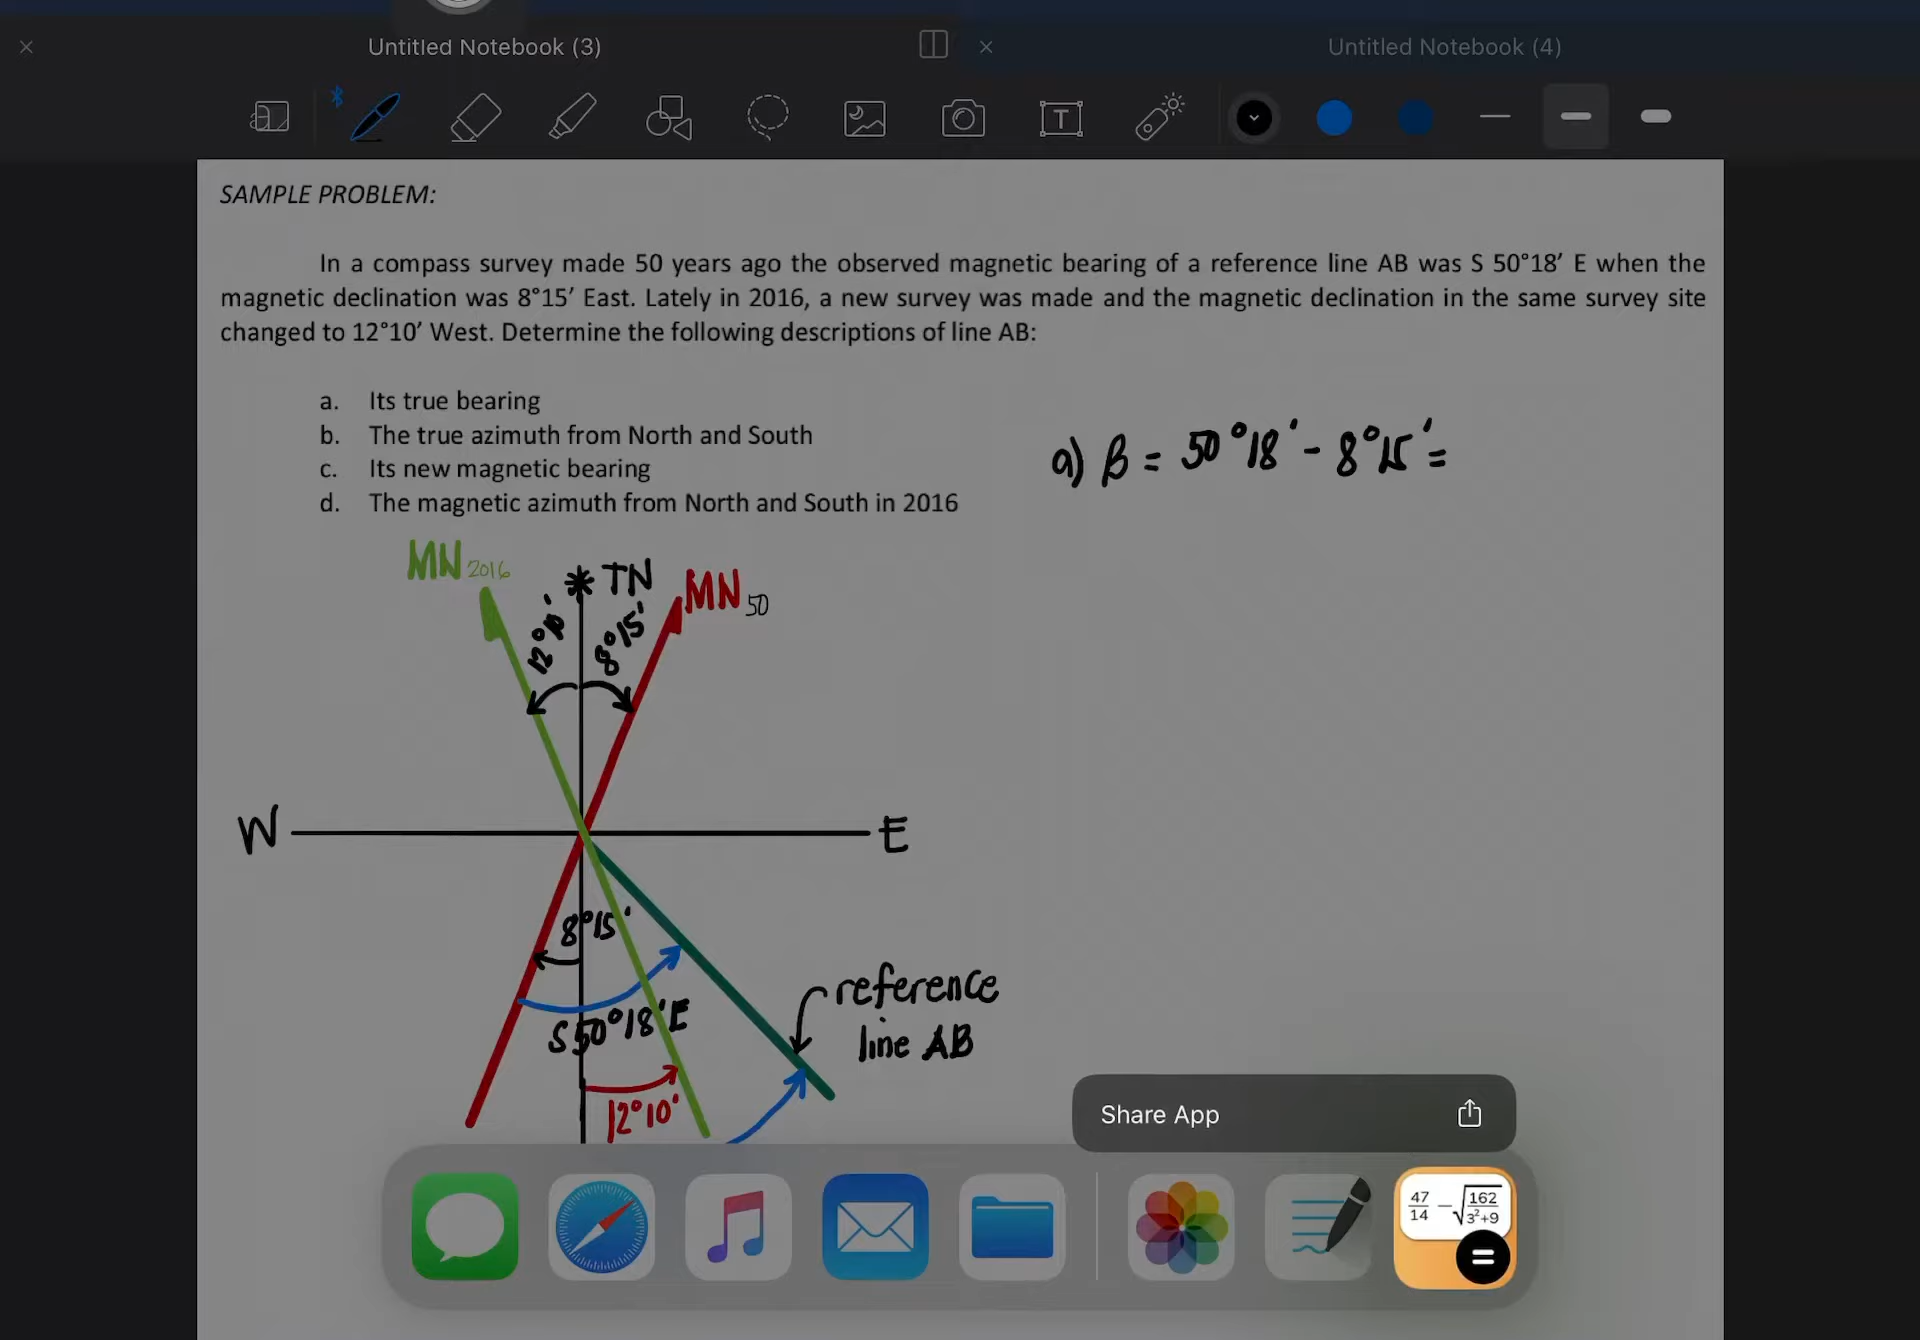 Untitled Notebook (3)
Untitled Notebook (4)
SAMPLE PROBLEM:
In a compass survey made 50 years ago the observed magnetic bearing of a reference line AB was S 50°18′ E when the
magnetic declination was 8°15′ East. Lately in 2016, a new survey was made and the magnetic declination in the same survey site
changed to 12°10′ West. Determine the following descriptions of line AB:
a. Its true bearing
b. The true azimuth from North and South
c. Its new magnetic bearing
d. The magnetic azimuth from North and South in 2016
a) β = 50°18' - 8°15' =
MN 2016
TN
MN 50
12°10'
8°15'
W
E
8°15'
S50°18'E
reference
line AB
12°10'
Share App
47
14
-
√
162
3²+9
=